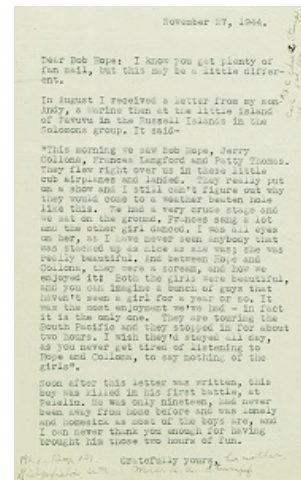 November 27, 1944.
Dear Bob Hope: I know you get plenty of
fan mail, but this may be a little differ-
ent.
In August I received a letter from my son
Andy, a Marine then at the little island
of Pavuvu in the Russell Islands in the
Solomons group. It said-
"This morning we saw Bob Hope, Jerry
Collona, Frances Langford and Patty Thomas.
They flew right over us in these little
cub airplanes and landed. They really put
on a show and I still can't figure out why
they would come to a weather beaten hole
like this. We had a very crude stage and
we sat on the ground, Frances sang a lot
and the other girl danced. I was all eyes
on her, as I have never seen anybody that
was stacked up as nice as she was; she was
really beautiful. And between Hope and
Collona, they were a scream, and how we
enjoyed it: Both the girls were beautiful,
and you can imagine a bunch of guys that
haven't seen a girl for a year or so. It
was the most enjoyment we've had - in fact
it is the only one. They are touring the
South Pacific and they stopped in for about
two hours. I wish they'd stayed all day,
as you never get tired of listening to
Hope and Collona, to say nothing of the
girls".
Soon after this letter was written, this
boy was killed in his first battle, at
Peleliu. He was only nineteen, had never
been away from home before and was lonely
and homesick as most of the boys are, and
I can never thank you enough for having
brought him those two hours of fun.
Gratefully yours,